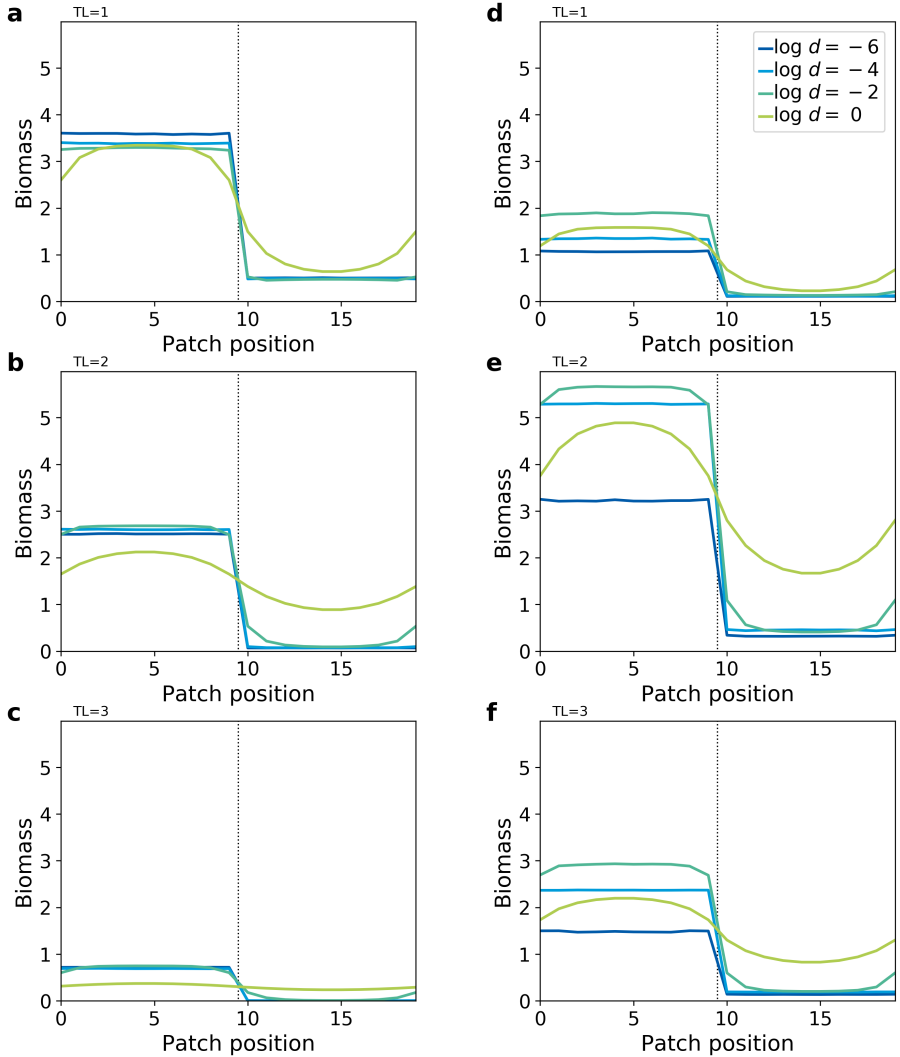 a TL=1
Biomass
5
4
3
2
1
0
0 5 10 15
Patch position
d TL=1
log d = −6
log d = −4
log d = −2
log d = 0
Biomass
5
4
3
2
1
0
0 5 10 15
Patch position
b TL=2
Biomass
5
4
3
2
1
0
0 5 10 15
Patch position
e TL=2
Biomass
5
4
3
2
1
0
0 5 10 15
Patch position
c TL=3
Biomass
5
4
3
2
1
0
0 5 10 15
Patch position
f TL=3
Biomass
5
4
3
2
1
0
0 5 10 15
Patch position